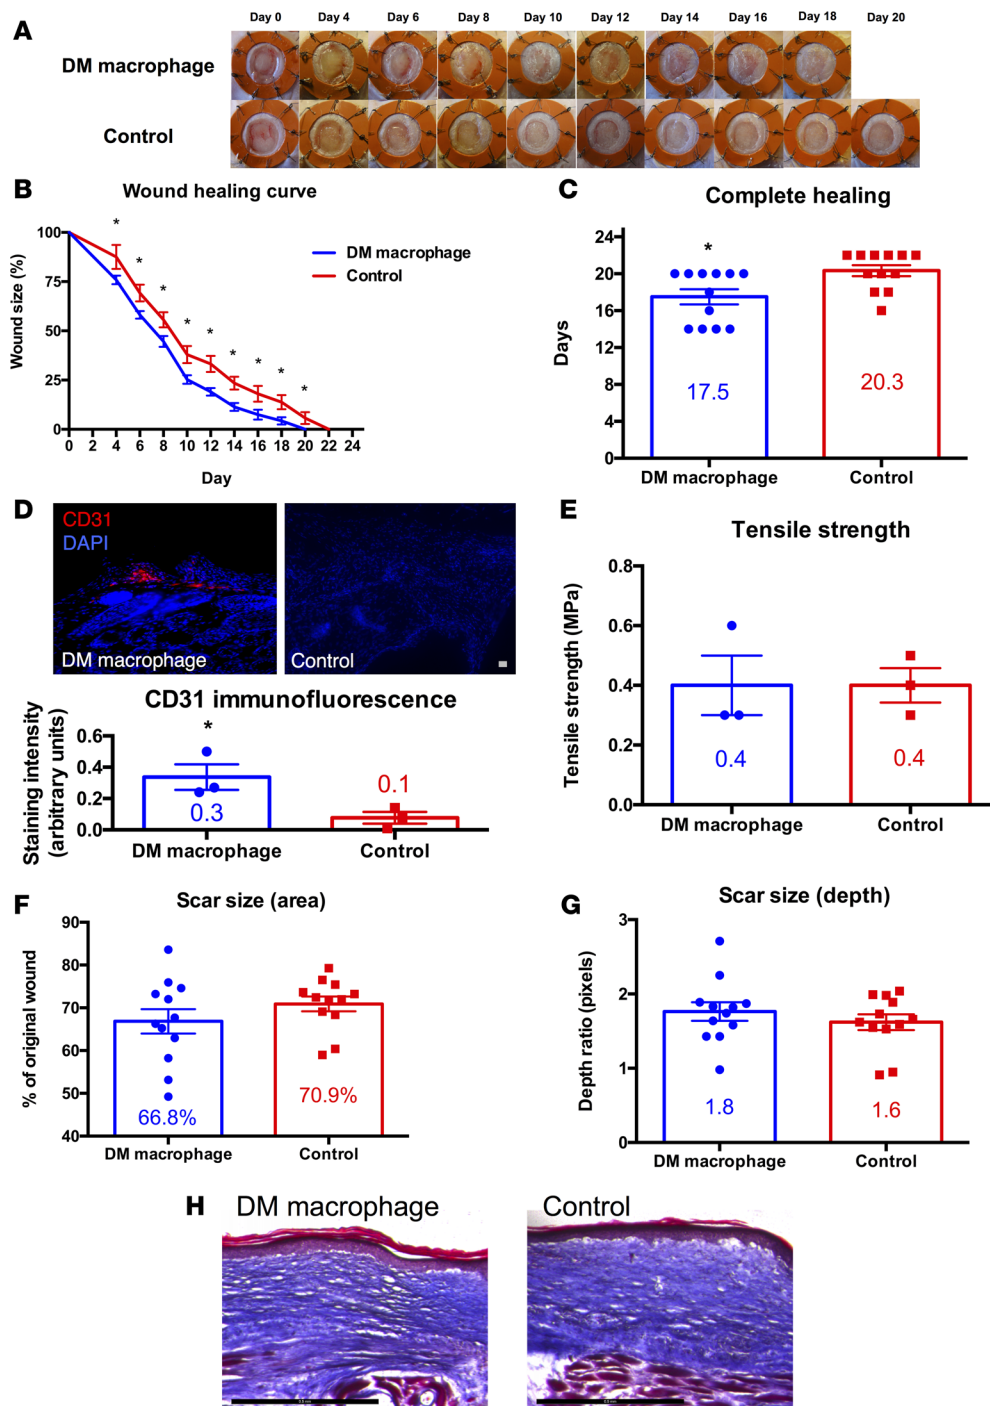 A
Day 0 Day 4 Day 6 Day 8 Day 10 Day 12 Day 14 Day 16 Day 18 Day 20
DM macrophage
Control
B
Wound healing curve
Wound size (%)
100
75
50
25
0
* * * * * * * * *
DM macrophage
Control
0 2 4 6 8 10 12 14 16 18 20 22 24
Day
C
Complete healing
Days
24
20
16
12
8
4
0
*
17.5
20.3
DM macrophage Control
D
CD31
DAPI
DM macrophage
Control
CD31 immunofluorescence
Staining intensity
(arbitrary units)
0.6
0.4
0.2
0.0
*
0.3
0.1
DM macrophage Control
E
Tensile strength
Tensile strength (MPa)
0.8
0.6
0.4
0.2
0.0
0.4
0.4
DM macrophage Control
F
Scar size (area)
% of original wound
90
80
70
60
50
40
66.8%
70.9%
DM macrophage Control
G
Scar size (depth)
Depth ratio (pixels)
3
2
1
0
1.8
1.6
DM macrophage Control
H
DM macrophage
Control